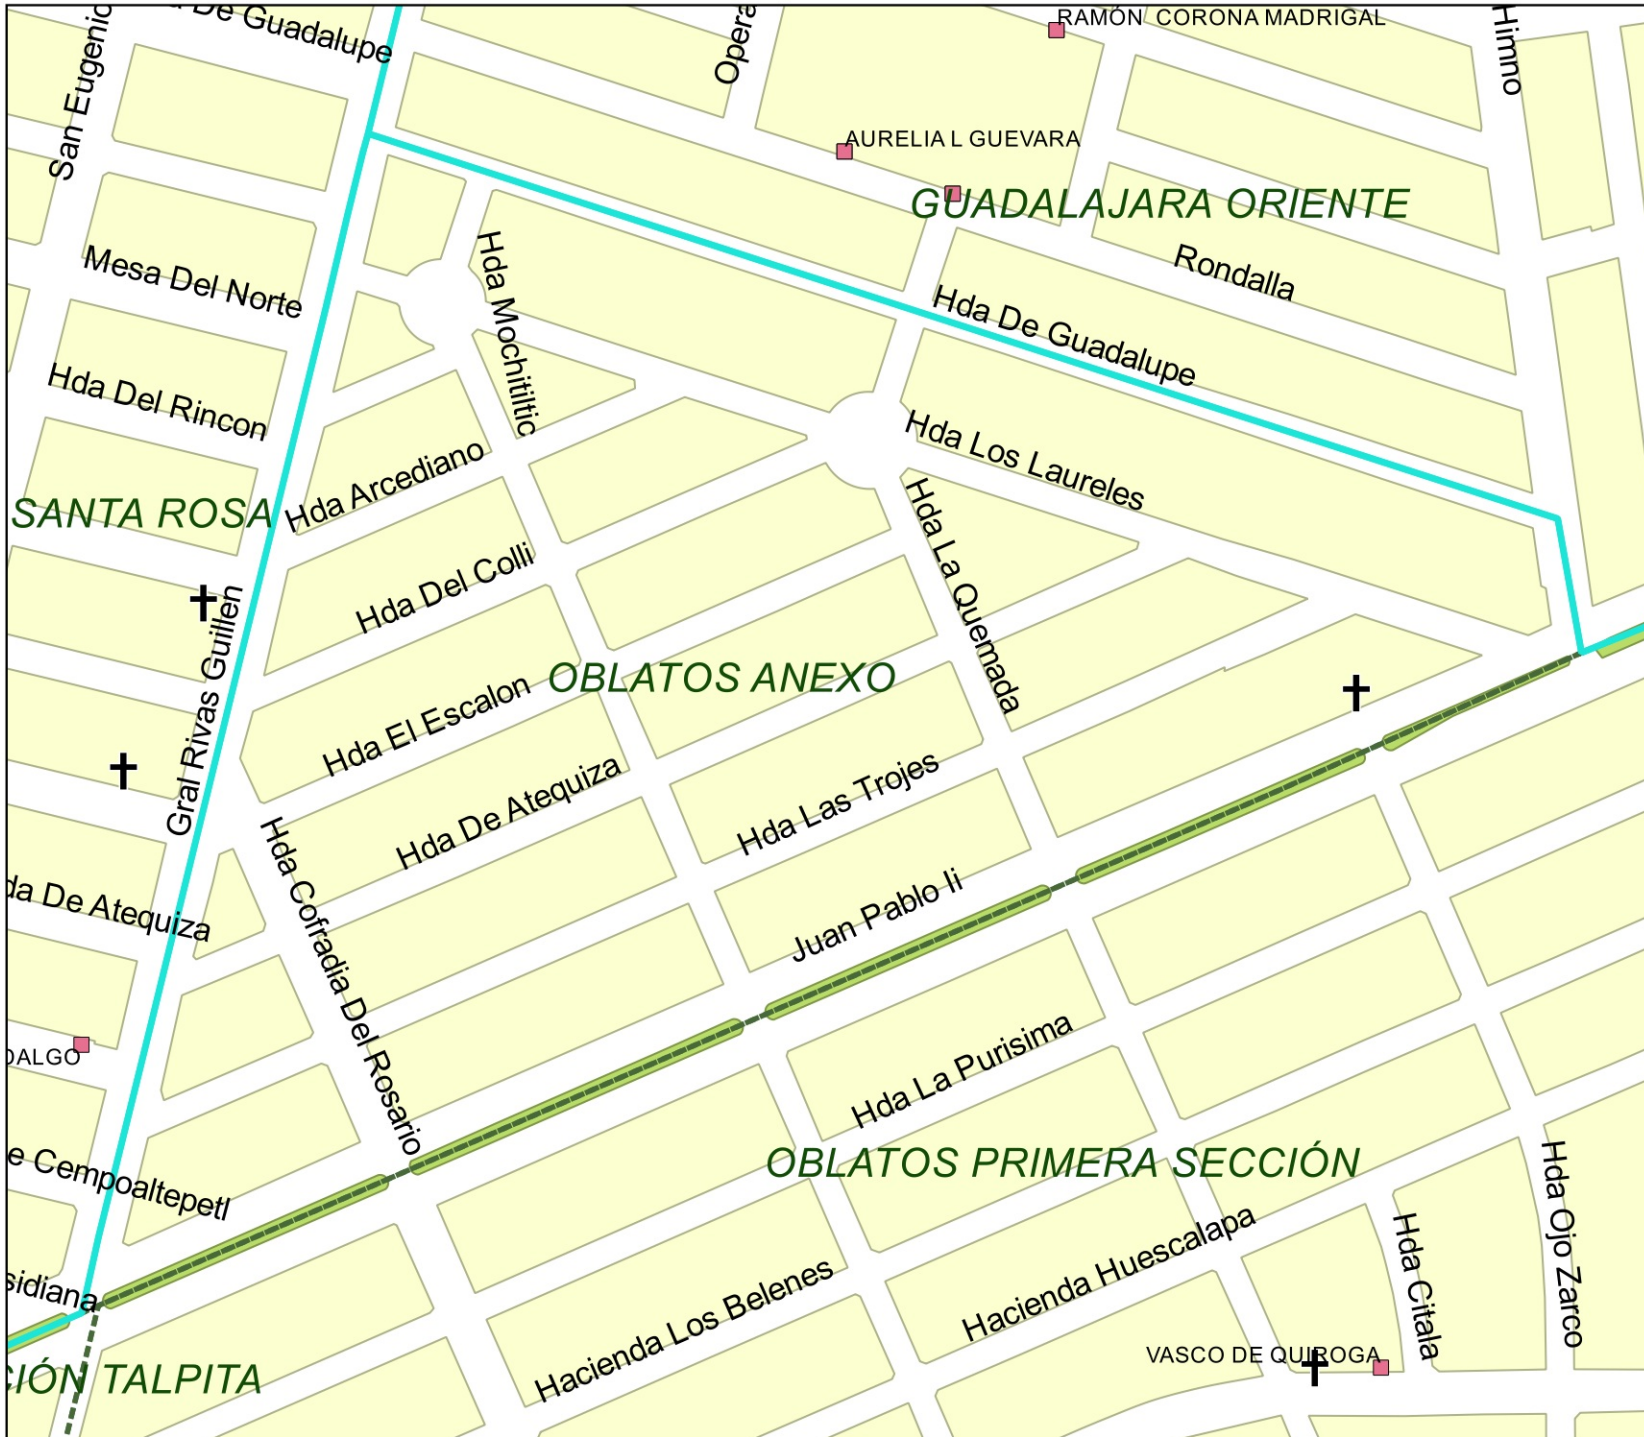 De Guadalupe
San Eugenio
Opera
RAMÓN CORONA MADRIGAL
Himno
AURELIA L GUEVARA
GUADALAJARA ORIENTE
Mesa Del Norte
Hda Mochitiltic
Rondalla
Hda De Guadalupe
Hda Del Rincon
Hda Arcediano
Hda Los Laureles
SANTA ROSA
Hda Del Colli
Hda La Quemada
Gral Rivas Guillen
OBLATOS ANEXO
Hda El Escalon
Hda De Atequiza
Hda Las Trojes
Hda Cofradia Del Rosario
da De Atequiza
Juan Pablo Ii
DALGO
Hda La Purisima
e Cempoaltepetl
OBLATOS PRIMERA SECCIÓN
Hda Ojo Zarco
Hda Citala
Hacienda Huescalapa
sidiana
Hacienda Los Belenes
VASCO DE QUIROGA
CIÓN TALPITA